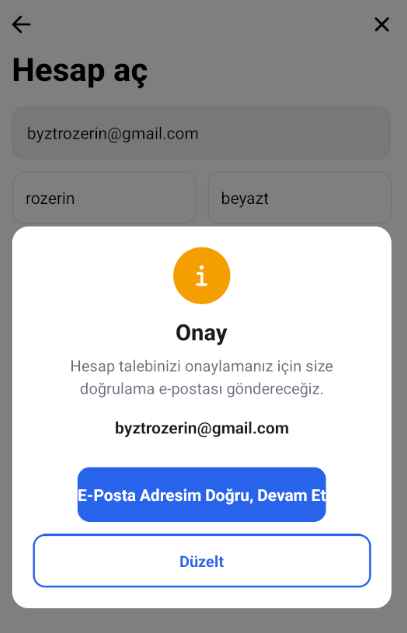 Hesap aç
byztrozerin@gmail.com
rozerin beyazt
i
Onay
Hesap talebinizi onaylamanız için size
doğrulama e-postası göndereceğiz.
byztrozerin@gmail.com
E-Posta Adresim Doğru, Devam Et
Düzelt